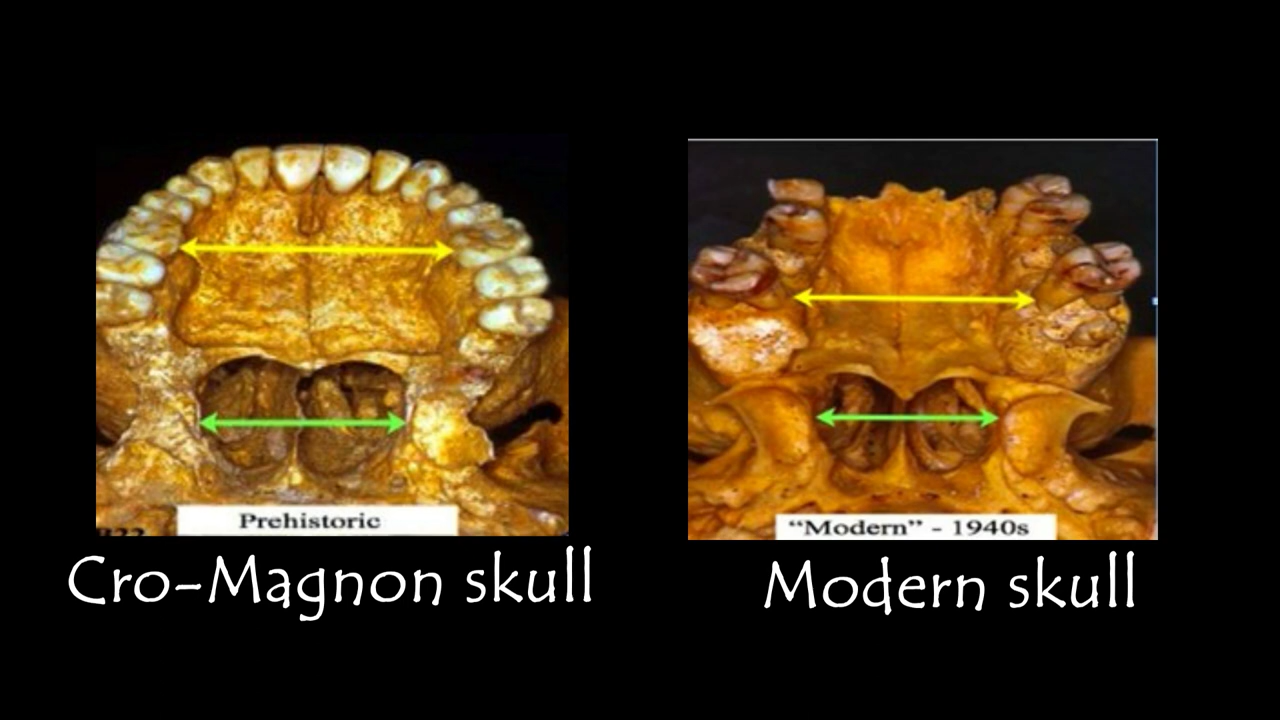 Prehistoric
Cro-Magnon skull
“Modern” - 1940s
Modern skull